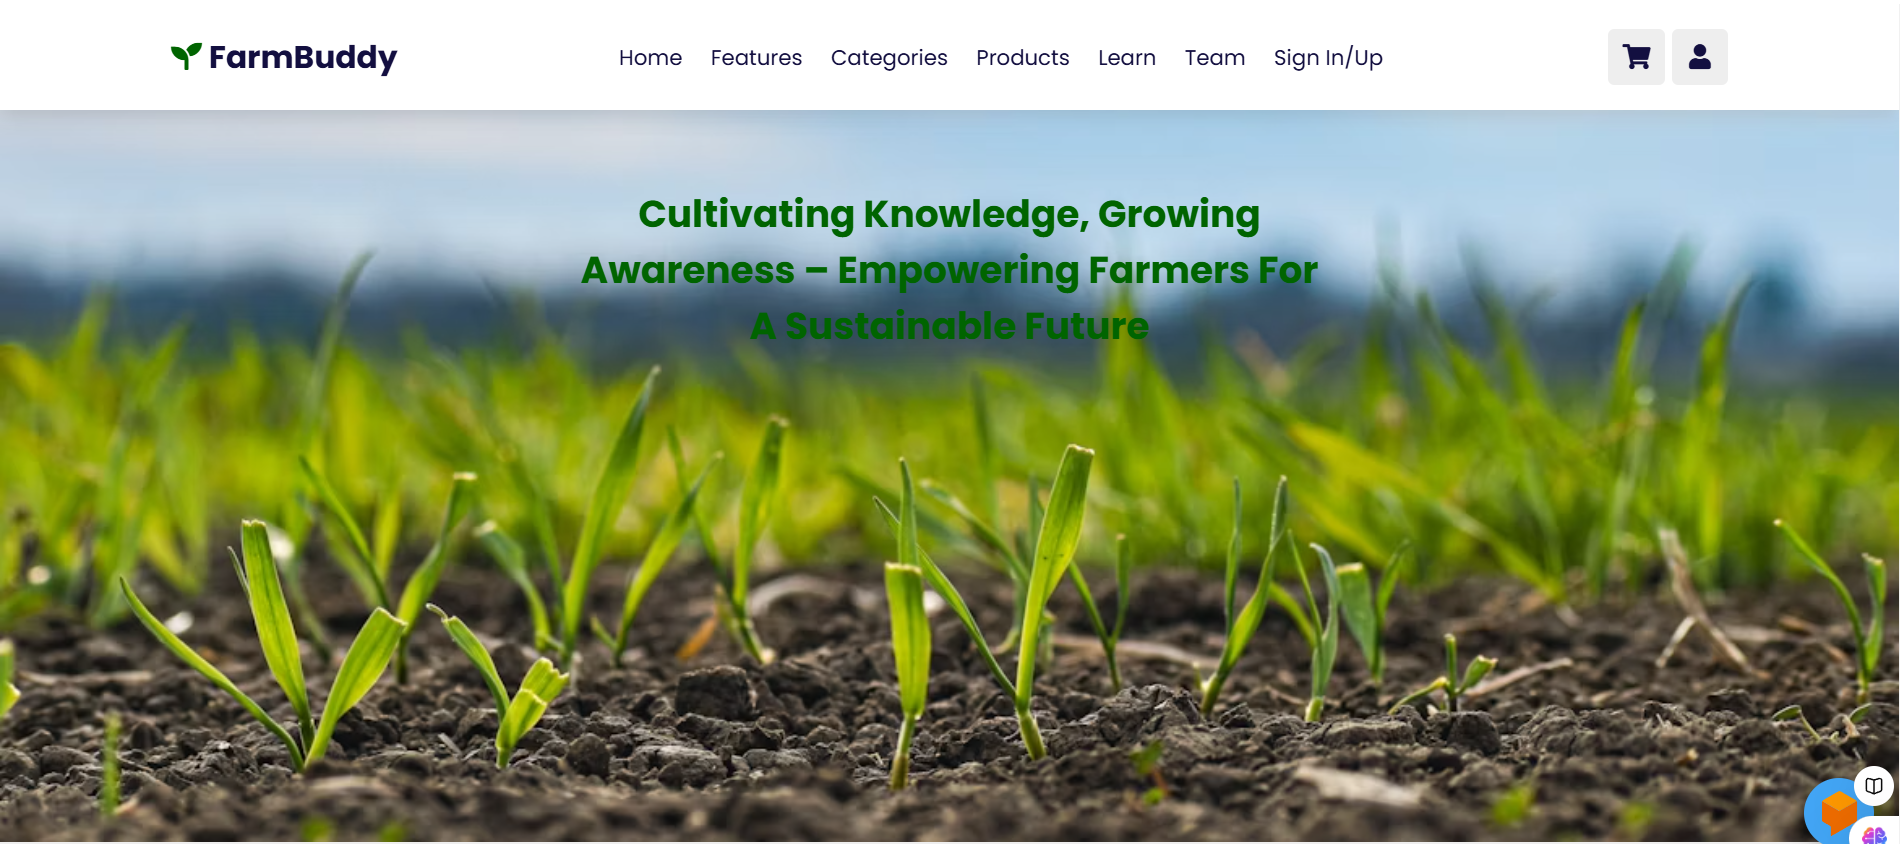 FarmBuddy
Home Features Categories Products Learn Team Sign In/Up
Cultivating Knowledge, Growing
Awareness – Empowering Farmers For
A Sustainable Future